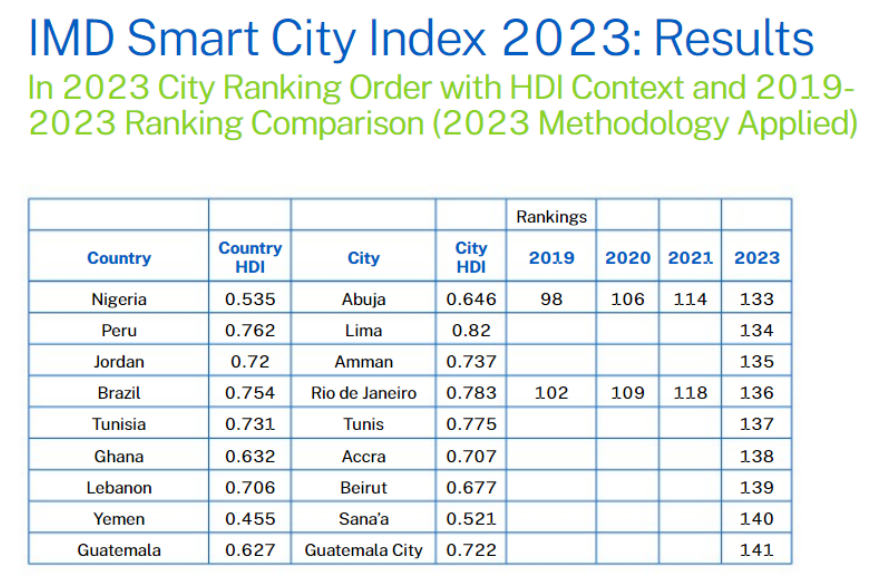 IMD Smart City Index 2023: Results
In 2023 City Ranking Order with HDI Context and 2019-
2023 Ranking Comparison (2023 Methodology Applied)
Rankings
Country Country HDI City City HDI 2019 2020 2021 2023
Nigeria 0.535 Abuja 0.646 98 106 114 133
Peru 0.762 Lima 0.82 134
Jordan 0.72 Amman 0.737 135
Brazil 0.754 Rio de Janeiro 0.783 102 109 118 136
Tunisia 0.731 Tunis 0.775 137
Ghana 0.632 Accra 0.707 138
Lebanon 0.706 Beirut 0.677 139
Yemen 0.455 Sana'a 0.521 140
Guatemala 0.627 Guatemala City 0.722 141